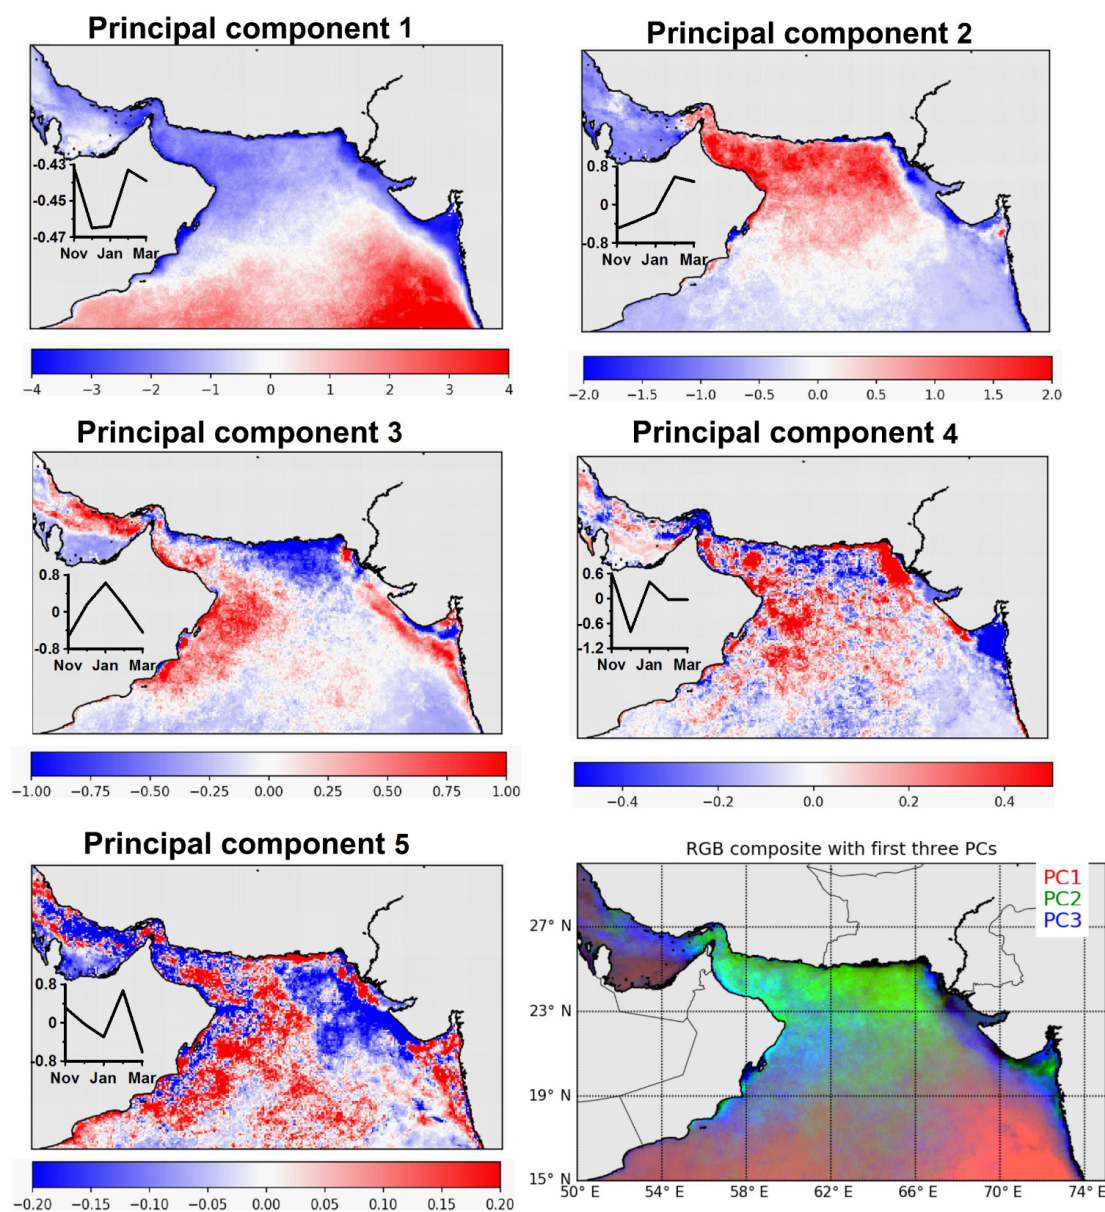 Principal component 1
-0.43
-0.45
-0.47
Nov Jan Mar
−4 −3 −2 −1 0 1 2 3 4
Principal component 2
0.8
0
-0.8
Nov Jan Mar
−2.0 −1.5 −1.0 −0.5 0.0 0.5 1.0 1.5 2.0
Principal component 3
0.8
0
-0.8
Nov Jan Mar
−1.00 −0.75 −0.50 −0.25 0.00 0.25 0.50 0.75 1.00
Principal component 4
0.6
0.0
-0.6
-1.2
Nov Jan Mar
−0.4 −0.2 0.0 0.2 0.4
Principal component 5
0.8
0
-0.8
Nov Jan Mar
−0.20 −0.15 −0.10 −0.05 0.00 0.05 0.10 0.15 0.20
RGB composite with first three PCs
PC1
PC2
PC3
27° N
23° N
19° N
15° N
50° E 54° E 58° E 62° E 66° E 70° E 74° E